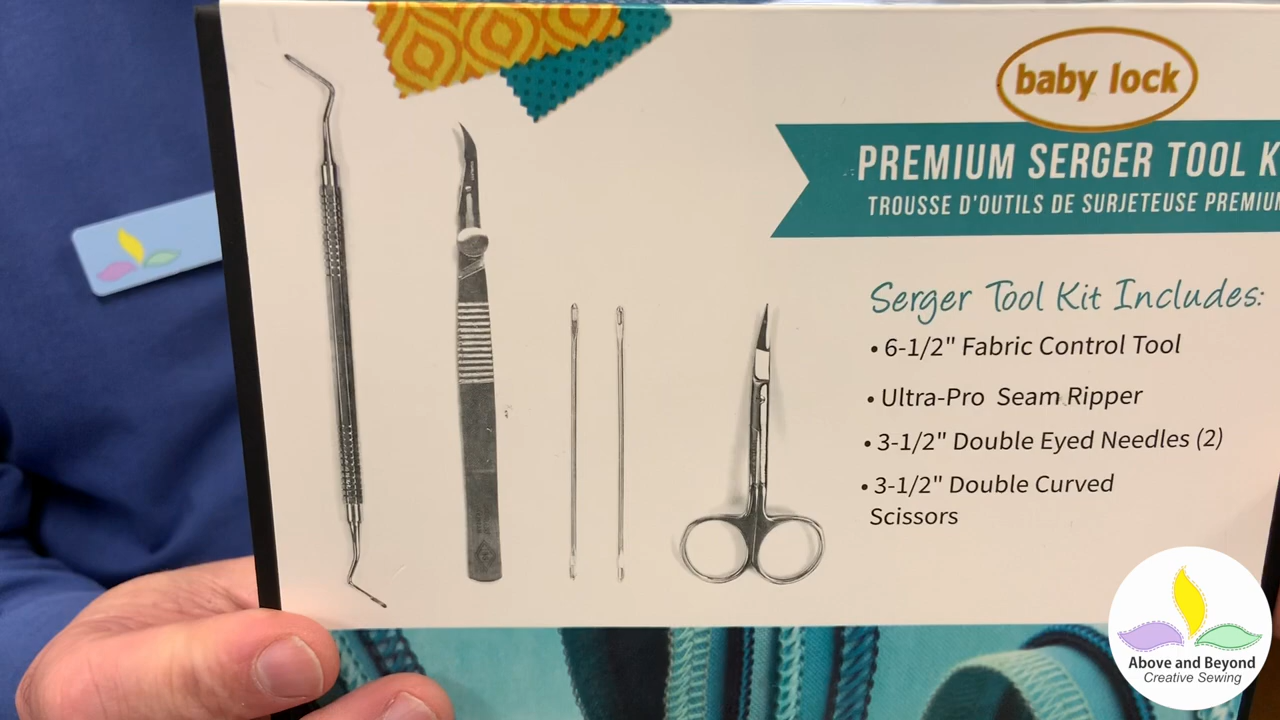 baby lock
PREMIUM SERGER TOOL K
TROUSSE D'OUTILS DE SURJETEUSE PREMIUM
Serger Tool Kit Includes:
• 6-1/2" Fabric Control Tool
• Ultra-Pro Seam Ripper
• 3-1/2" Double Eyed Needles (2)
• 3-1/2" Double Curved
Scissors
Above and Beyond
Creative Sewing